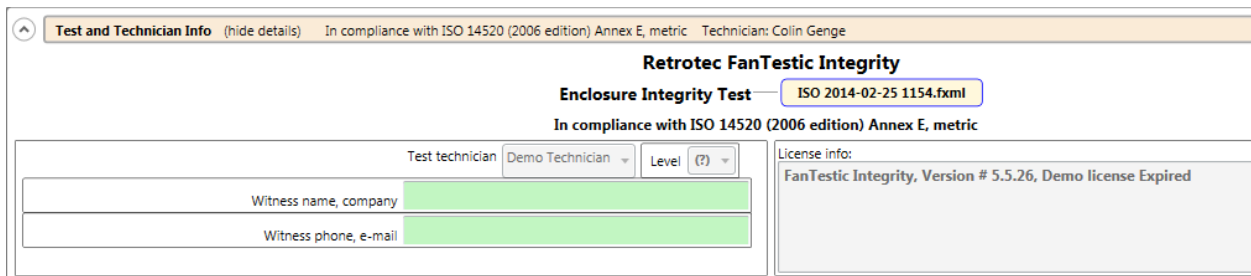 Test and Technician Info (hide details) In compliance with ISO 14520 (2006 edition) Annex E, metric Technician: Colin Genge
Retrotec FanTestic Integrity
Enclosure Integrity Test ISO 2014-02-25 1154.fxml
In compliance with ISO 14520 (2006 edition) Annex E, metric
Test technician Demo Technician Level (?)
Witness name, company
Witness phone, e-mail
License info:
FanTestic Integrity, Version # 5.5.26, Demo license Expired